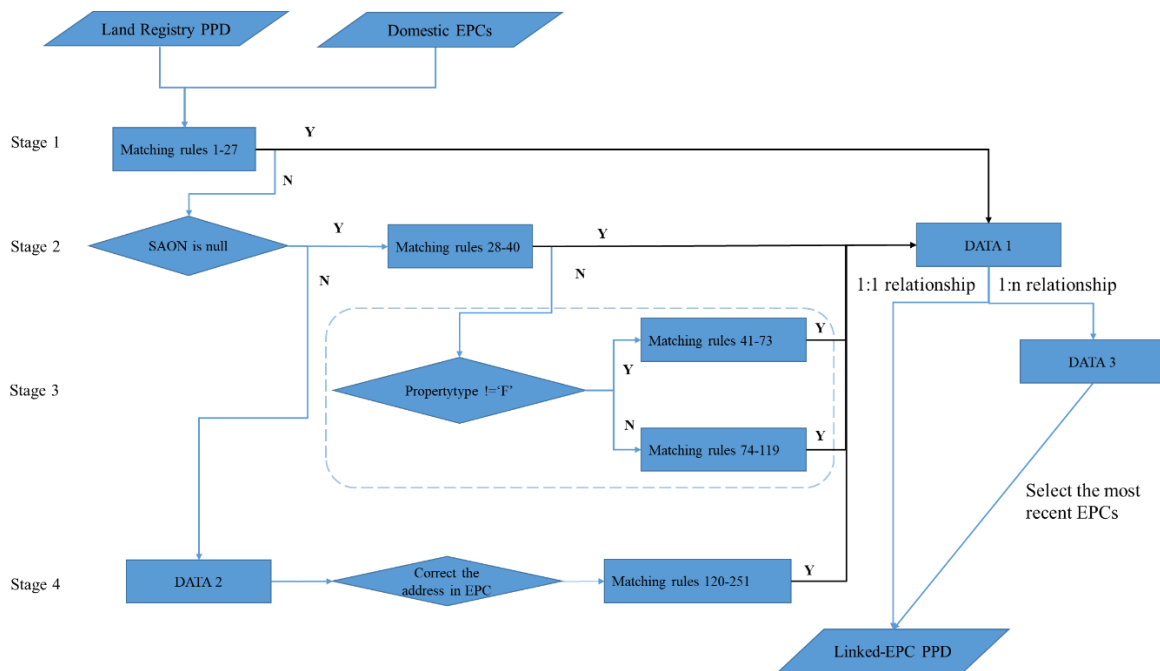 Land Registry PPD
Domestic EPCs
Stage 1
Matching rules 1-27
Y
N
Stage 2
SAON is null
Y
N
Matching rules 28-40
Y
N
DATA 1
1:1 relationship
1:n relationship
Stage 3
Propertytype !=‘F’
Y
N
Matching rules 41-73
Y
Matching rules 74-119
Y
DATA 3
Select the most
recent EPCs
Stage 4
DATA 2
Correct the
address in EPC
Matching rules 120-251
Y
Linked-EPC PPD